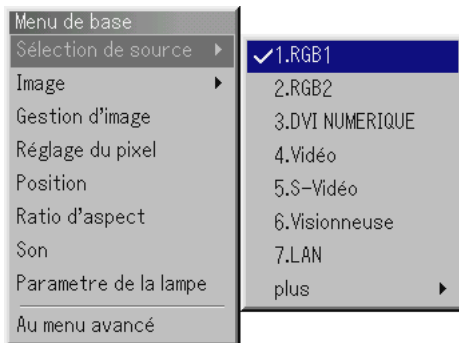 Menu de base
Sélection de source
Image
Gestion d'image
Réglage du pixel
Position
Ratio d'aspect
Son
Parametre de la lampe
Au menu avancé
1.RGB1
2.RGB2
3.DVI NUMERIQUE
4.Vidéo
5.S-Vidéo
6.Visionneuse
7.LAN
plus